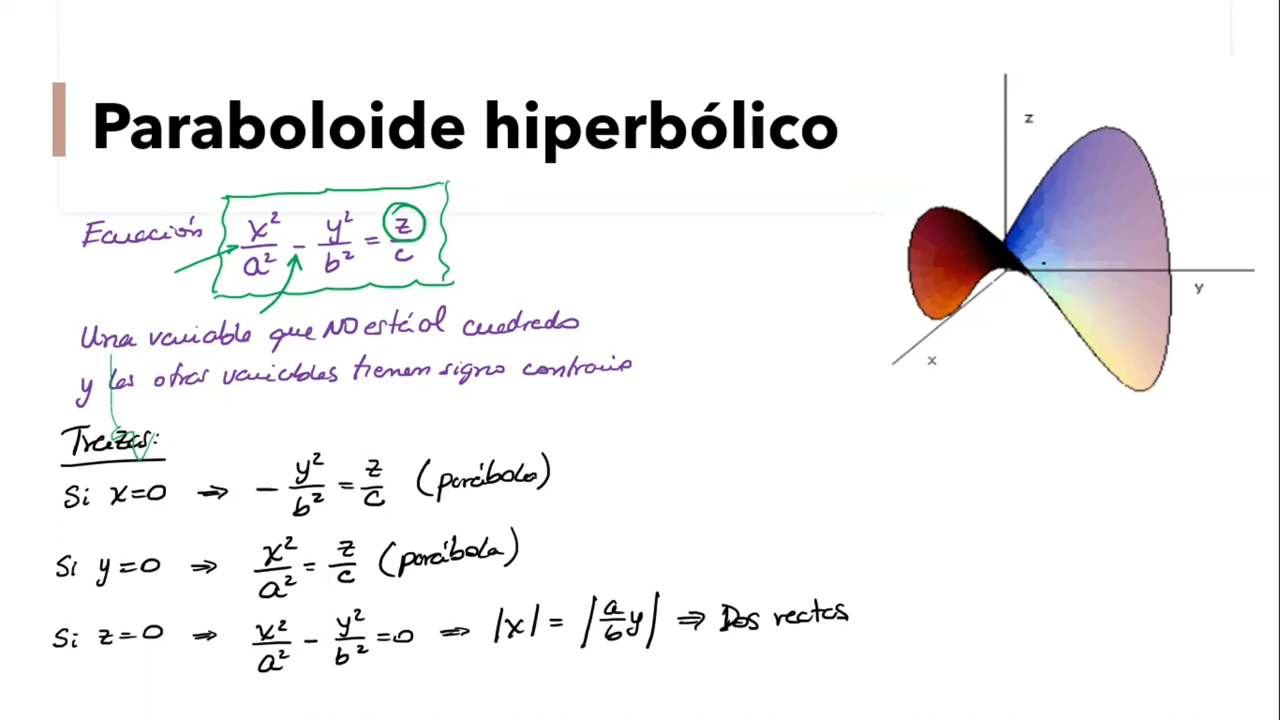 Paraboloide hiperbólico
Ecuación x²/a² - y²/b² = z/c
Una variable que NO está al cuadrado
y las otras variables tienen signo contrario
Trazas:
Si x=0 ⇒ - y²/b² = z/c (parábola)
Si y=0 ⇒ x²/a² = z/c (parábola)
Si z=0 ⇒ x²/a² - y²/b² =0 ⇒ |x| = |a/b y| ⇒ Dos rectas
z
y
x